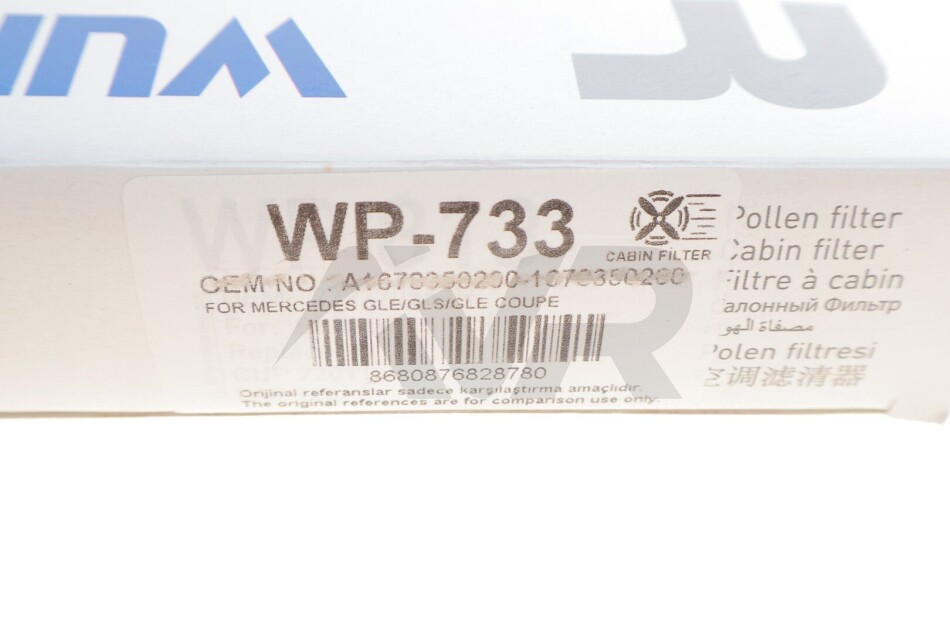 WP-733
CABIN FILTER
OEM NO :
FOR MERCEDES GLE/GLS/GLE COUPE
8680876828780
Orijinal referanslar sadece karşılaştırma amaçlıdır.
The original references are for comparison use only.
Pollen filter
Cabin filter
Filtre à cabin
Салонный Фильтр
مصفاة الهوا
Polen filtresi
空调滤清器